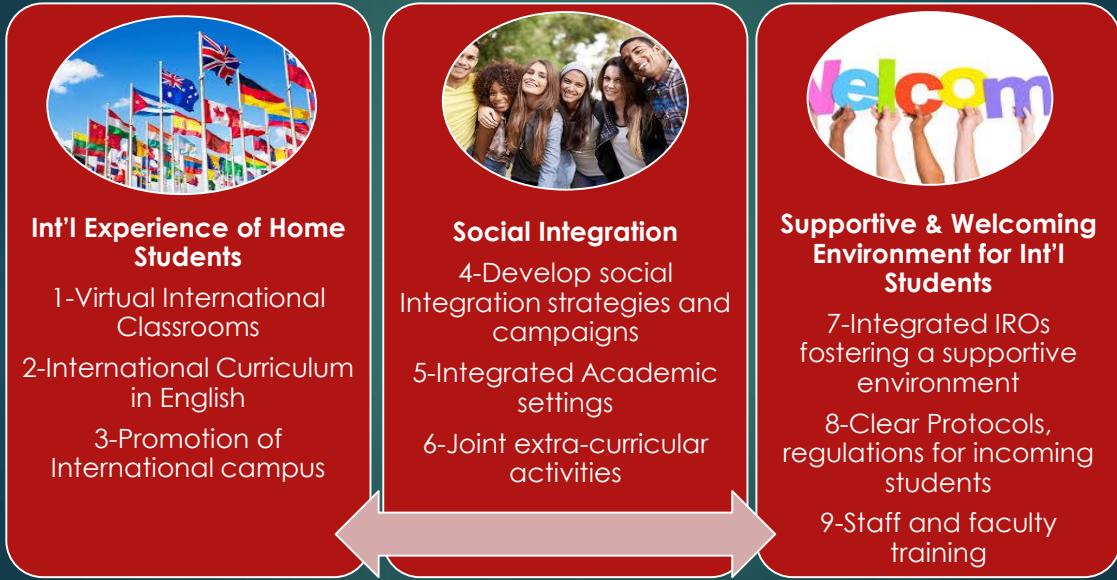 Int'l Experience of Home
Students
1-Virtual International
Classrooms
2-International Curriculum
in English
3-Promotion of
International campus
Social Integration
4-Develop social
Integration strategies and
campaigns
5-Integrated Academic
settings
6-Joint extra-curricular
activities
Welcom
Supportive & Welcoming
Environment for Int'l
Students
7-Integrated IROs
fostering a supportive
environment
8-Clear Protocols,
regulations for incoming
students
9-Staff and faculty
training